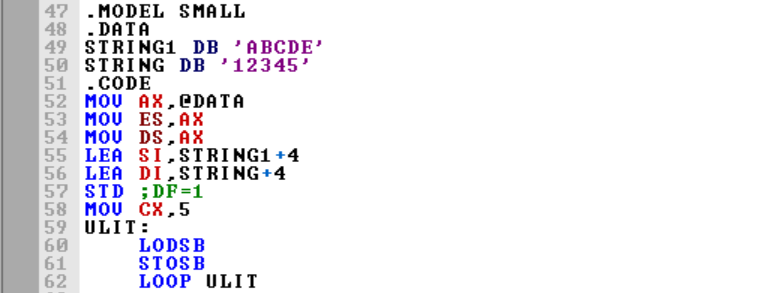 47 .MODEL SMALL
48 .DATA
49 STRING1 DB 'ABCDE'
50 STRING DB '12345'
51 .CODE
52 MOV AX,@DATA
53 MOV ES,AX
54 MOV DS,AX
55 LEA SI,STRING1+4
56 LEA DI,STRING+4
57 STD ;DF=1
58 MOV CX,5
59 ULIT:
60 LODSB
61 STOSB
62 LOOP ULIT